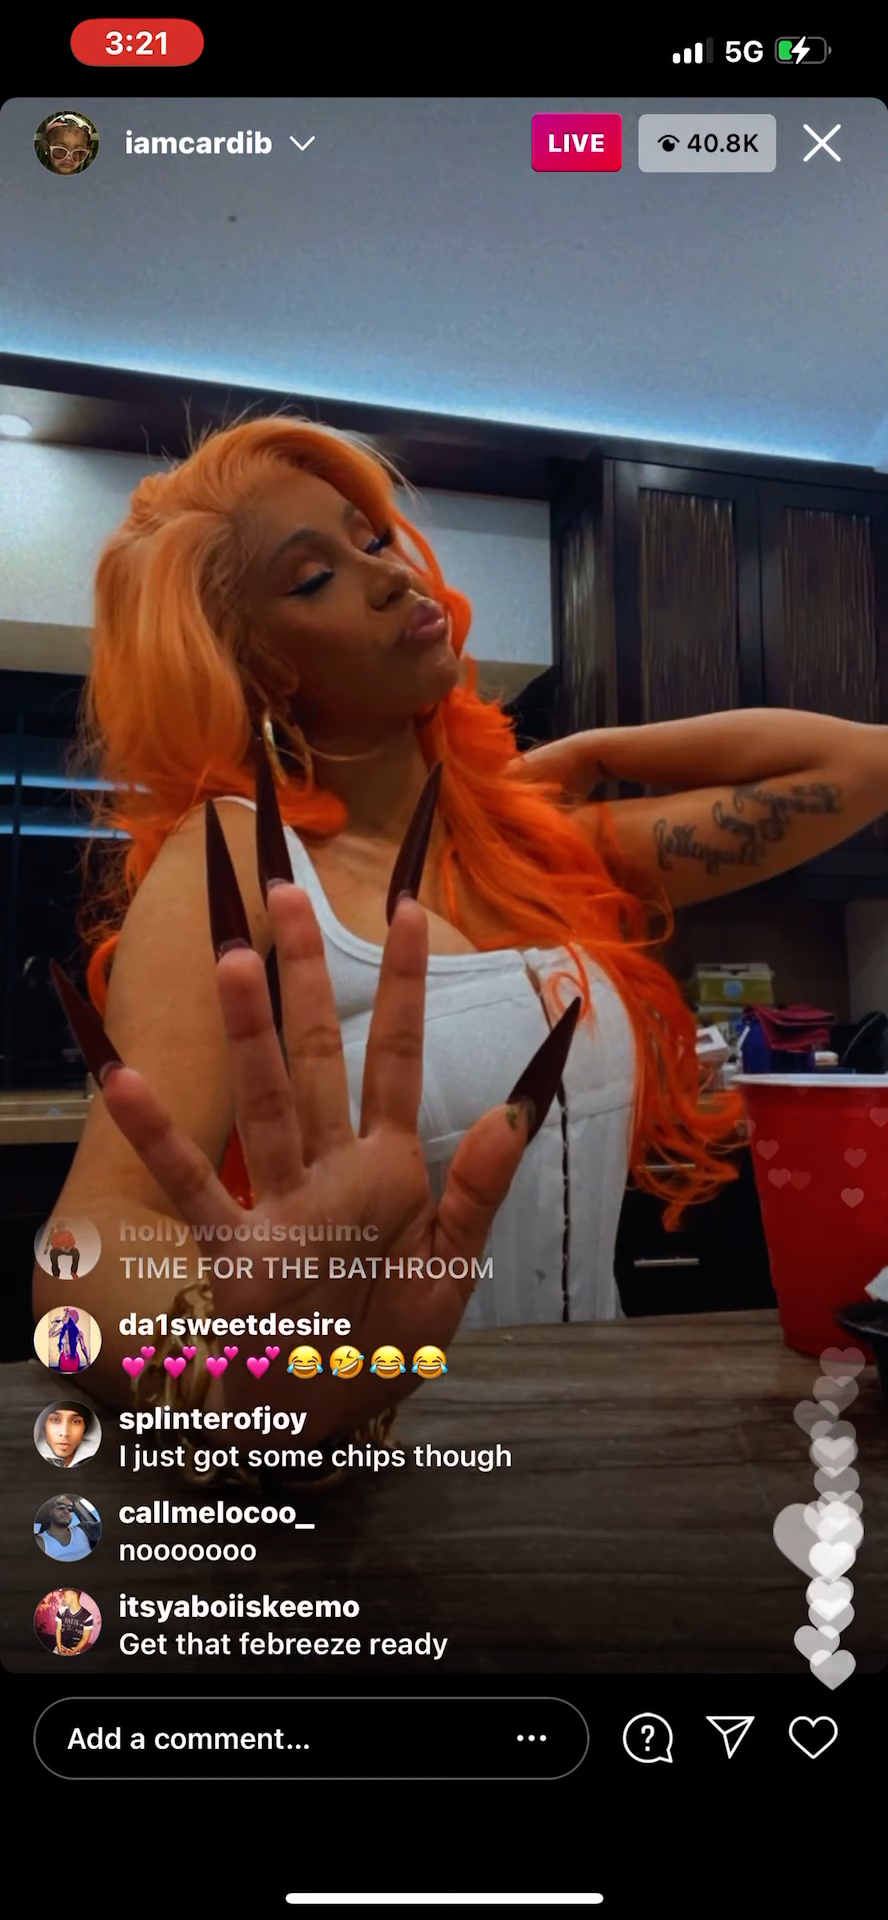 3:21
5G
iamcardib
LIVE
40.8K
hollywoodsquimc
TIME FOR THE BATHROOM
da1sweetdesire
💕💕💕💕😂🤣😂😂
splinterofjoy
I just got some chips though
callmelocoo_
nooooooo
itsyaboiiskeemo
Get that febreeze ready
Add a comment...